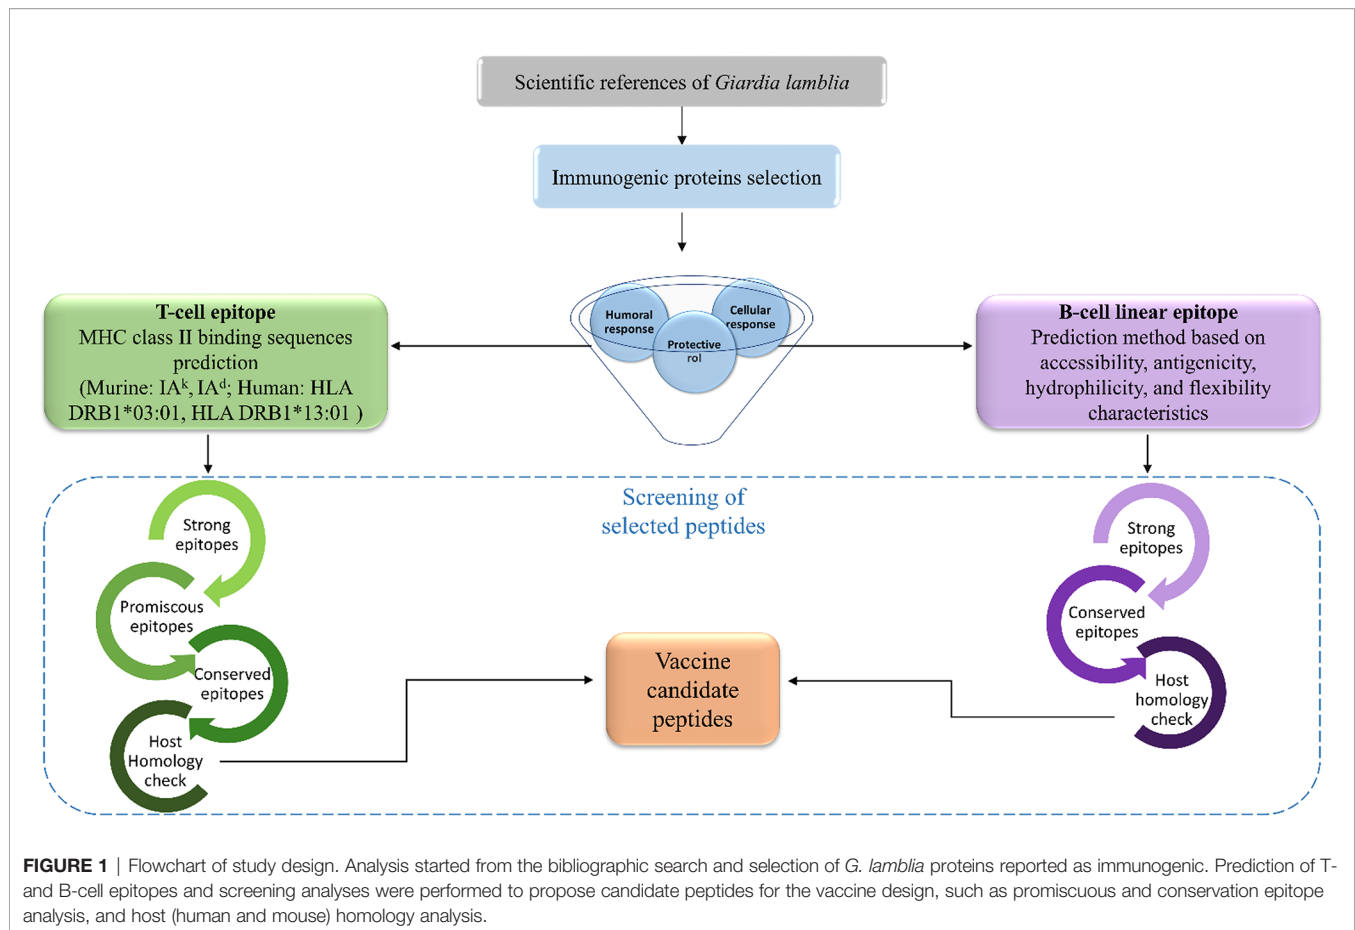 Scientific references of Giardia lamblia
Immunogenic proteins selection
Humoral
response
Cellular
response
Protective
rol
T-cell epitope
MHC class II binding sequences
prediction
(Murine: IAᵏ, IAᵈ; Human: HLA
DRB1*03:01, HLA DRB1*13:01 )
B-cell linear epitope
Prediction method based on
accessibility, antigenicity,
hydrophilicity, and flexibility
characteristics
Screening of
selected peptides
Strong
epitopes
Promiscous
epitopes
Conserved
epitopes
Host
Homology
check
Vaccine
candidate
peptides
Strong
epitopes
Conserved
epitopes
Host
homology
check
FIGURE 1 | Flowchart of study design. Analysis started from the bibliographic search and selection of G. lamblia proteins reported as immunogenic. Prediction of T-
and B-cell epitopes and screening analyses were performed to propose candidate peptides for the vaccine design, such as promiscuous and conservation epitope
analysis, and host (human and mouse) homology analysis.